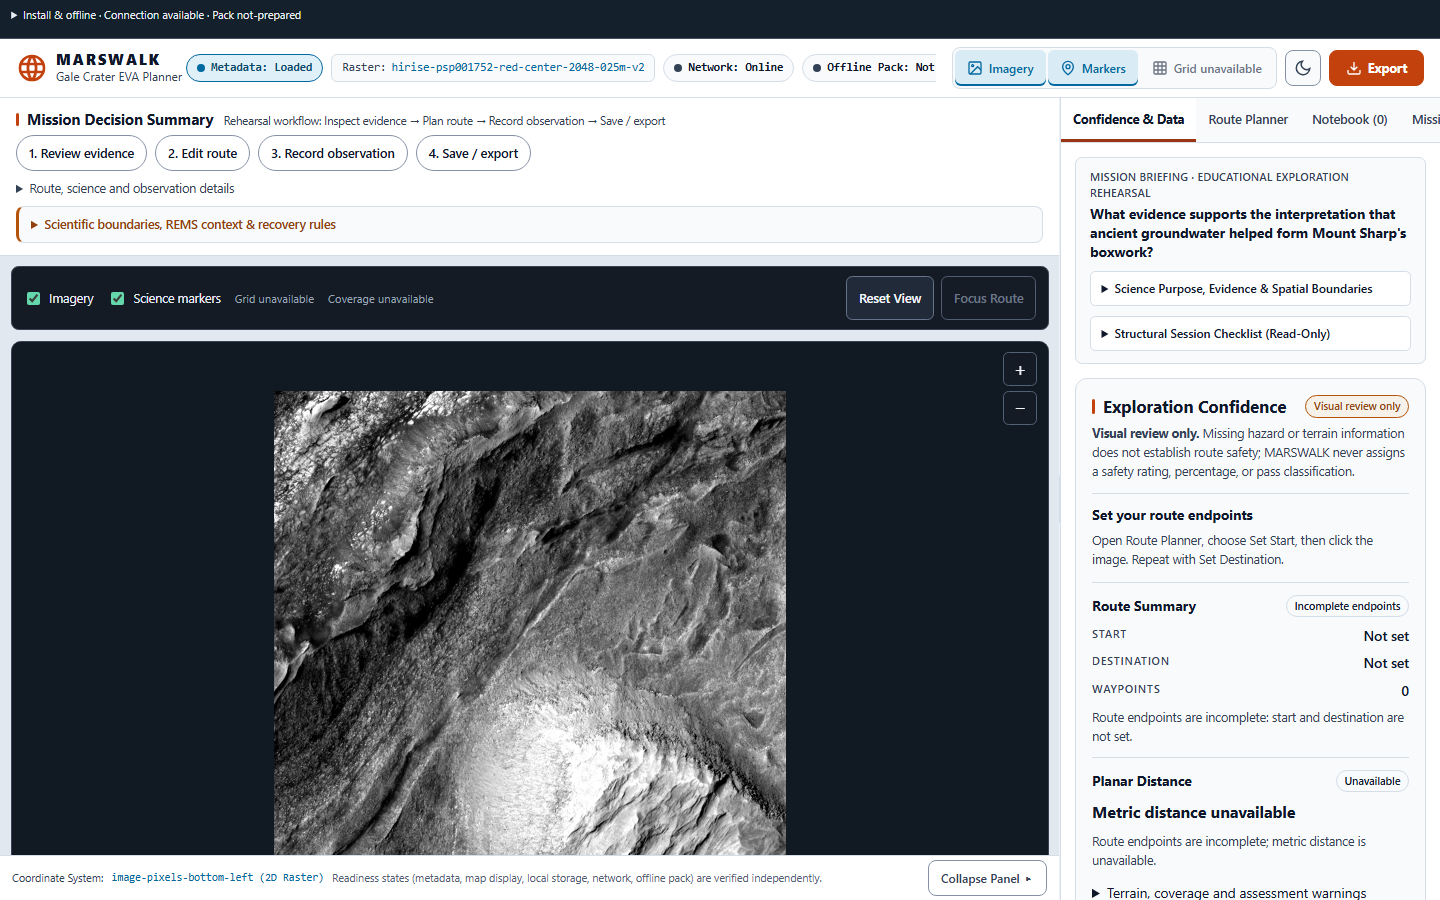 Install & offline · Connection available · Pack not-prepared
MARSWALK
Gale Crater EVA Planner
Metadata: Loaded
Raster: hirise-psp001752-red-center-2048-025m-v2
Network: Online
Offline Pack: Not
Imagery
Markers
Grid unavailable
Export
Mission Decision Summary
Rehearsal workflow: Inspect evidence → Plan route → Record observation → Save / export
1. Review evidence
2. Edit route
3. Record observation
4. Save / export
Route, science and observation details
Scientific boundaries, REMS context & recovery rules
Imagery
Science markers
Grid unavailable
Coverage unavailable
Reset View
Focus Route
+
−
Coordinate System: image-pixels-bottom-left (2D Raster)
Readiness states (metadata, map display, local storage, network, offline pack) are verified independently.
Collapse Panel
Confidence & Data
Route Planner
Notebook (0)
Missi
MISSION BRIEFING · EDUCATIONAL EXPLORATION
REHEARSAL
What evidence supports the interpretation that
ancient groundwater helped form Mount Sharp's
boxwork?
Science Purpose, Evidence & Spatial Boundaries
Structural Session Checklist (Read-Only)
Exploration Confidence
Visual review only
Visual review only. Missing hazard or terrain information
does not establish route safety; MARSWALK never assigns
a safety rating, percentage, or pass classification.
Set your route endpoints
Open Route Planner, choose Set Start, then click the
image. Repeat with Set Destination.
Route Summary
Incomplete endpoints
START
Not set
DESTINATION
Not set
WAYPOINTS
0
Route endpoints are incomplete: start and destination are
not set.
Planar Distance
Unavailable
Metric distance unavailable
Route endpoints are incomplete; metric distance is
unavailable.
Terrain, coverage and assessment warnings